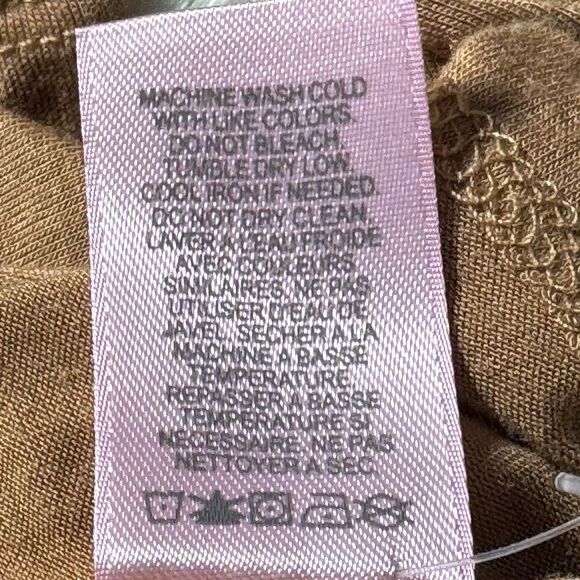 MACHINE WASH COLD
WITH LIKE COLORS.
DO NOT BLEACH.
TUMBLE DRY LOW.
COOL IRON IF NEEDED.
DO NOT DRY CLEAN.
LAVER A L'EAU FROIDE
AVEC COULEURS
SIMILAIRES. NE PAS
UTILISER D'EAU DE
JAVEL. SECHER A LA
MACHINE A BASSE
TEMPERATURE.
REPASSER A BASSE
TEMPERATURE SI
NECESSAIRE. NE PAS
NETTOYER A SEC.